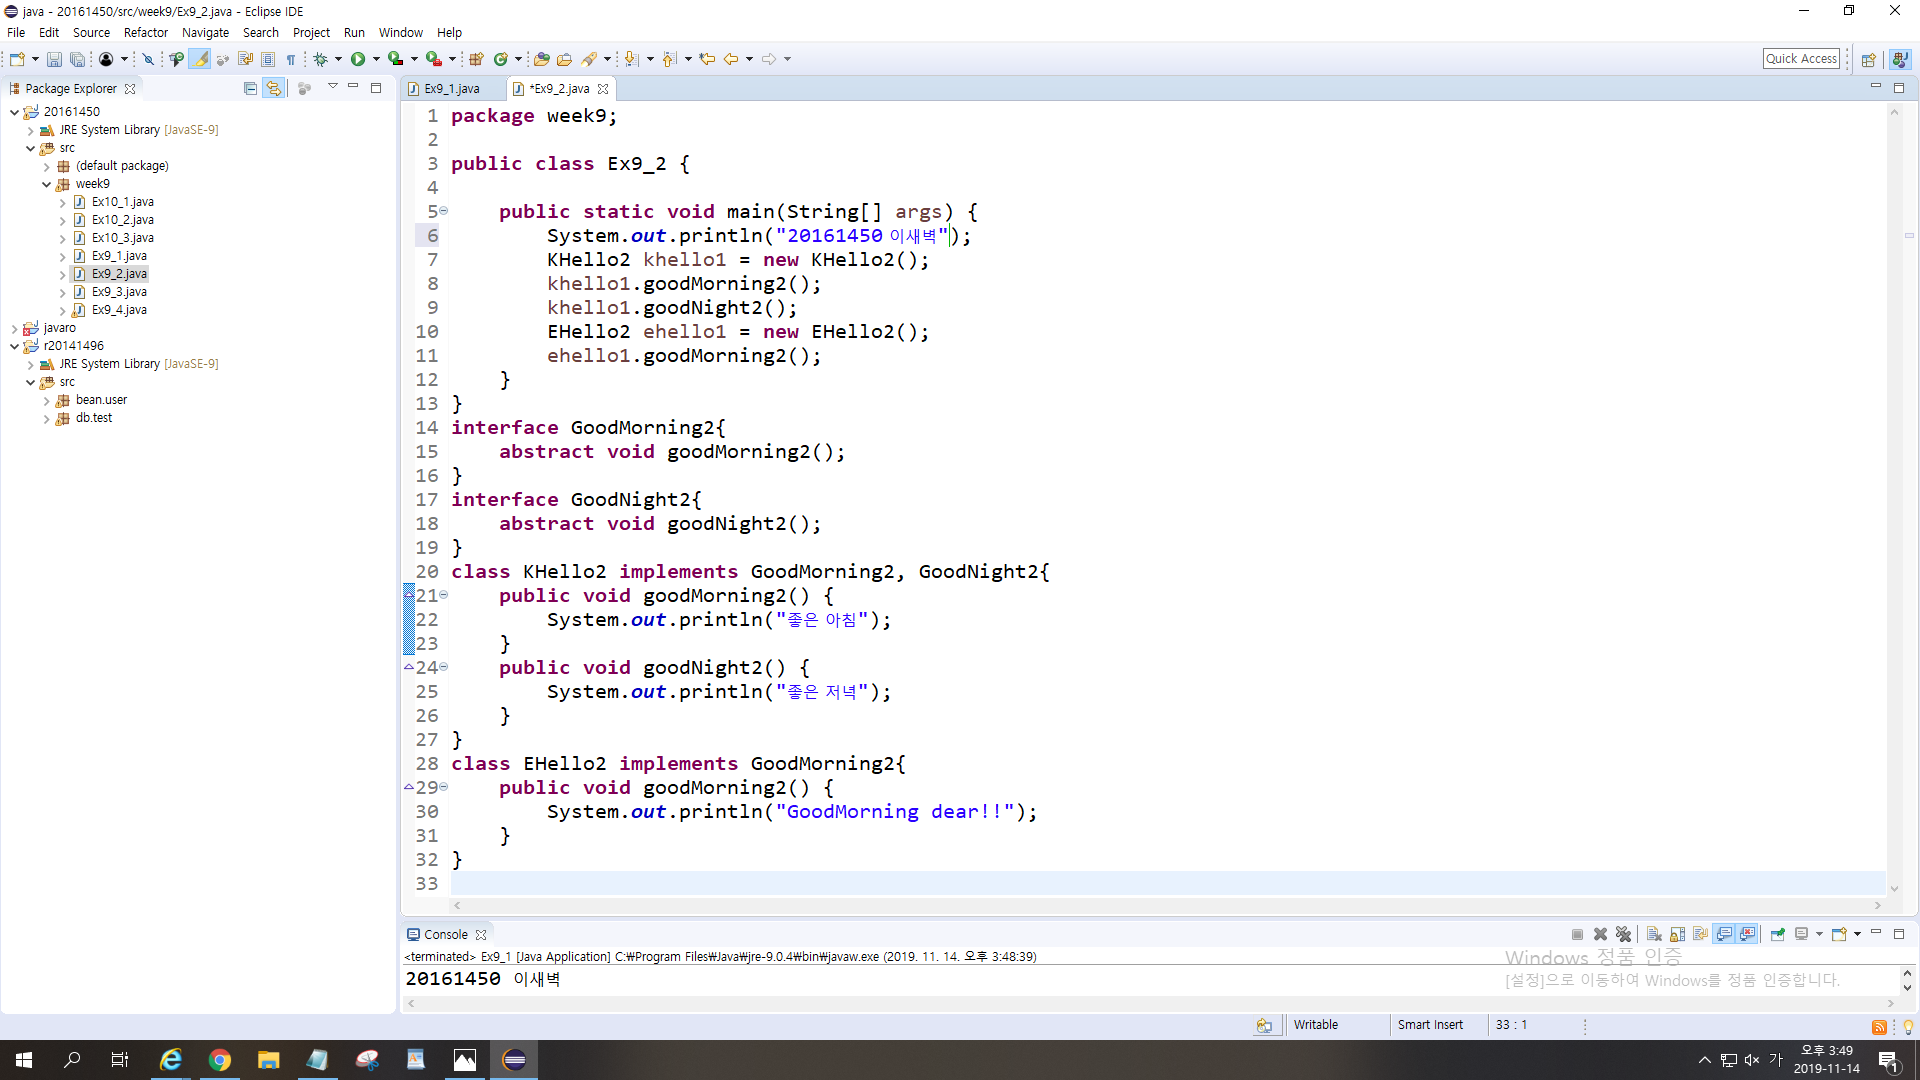 java - 20161450/src/week9/Ex9_2.java - Eclipse IDE
File Edit Source Refactor Navigate Search Project Run Window Help
Quick Access
Package Explorer
20161450
JRE System Library [JavaSE-9]
src
(default package)
week9
Ex10_1.java
Ex10_2.java
Ex10_3.java
Ex9_1.java
Ex9_2.java
Ex9_3.java
Ex9_4.java
javaro
r20141496
JRE System Library [JavaSE-9]
src
bean.user
db.test
Ex9_1.java *Ex9_2.java
1 package week9;
2
3 public class Ex9_2 {
4
5 public static void main(String[] args) {
6 System.out.println("20161450 이새벽");
7 KHello2 khello1 = new KHello2();
8 khello1.goodMorning2();
9 khello1.goodNight2();
10 EHello2 ehello1 = new EHello2();
11 ehello1.goodMorning2();
12 }
13 }
14 interface GoodMorning2{
15 abstract void goodMorning2();
16 }
17 interface GoodNight2{
18 abstract void goodNight2();
19 }
20 class KHello2 implements GoodMorning2, GoodNight2{
21 public void goodMorning2() {
22 System.out.println("좋은 아침");
23 }
24 public void goodNight2() {
25 System.out.println("좋은 저녁");
26 }
27 }
28 class EHello2 implements GoodMorning2{
29 public void goodMorning2() {
30 System.out.println("GoodMorning dear!!");
31 }
32 }
33
Console
<terminated> Ex9_1 [Java Application] C:₩Program Files₩Java₩jre-9.0.4₩bin₩javaw.exe (2019. 11. 14. 오후 3:48:39)
20161450 이새벽
Windows 정품 인증
[설정]으로 이동하여 Windows를 정품 인증합니다.
Writable Smart Insert 33 : 1
가 오후 3:49
2019-11-14
1